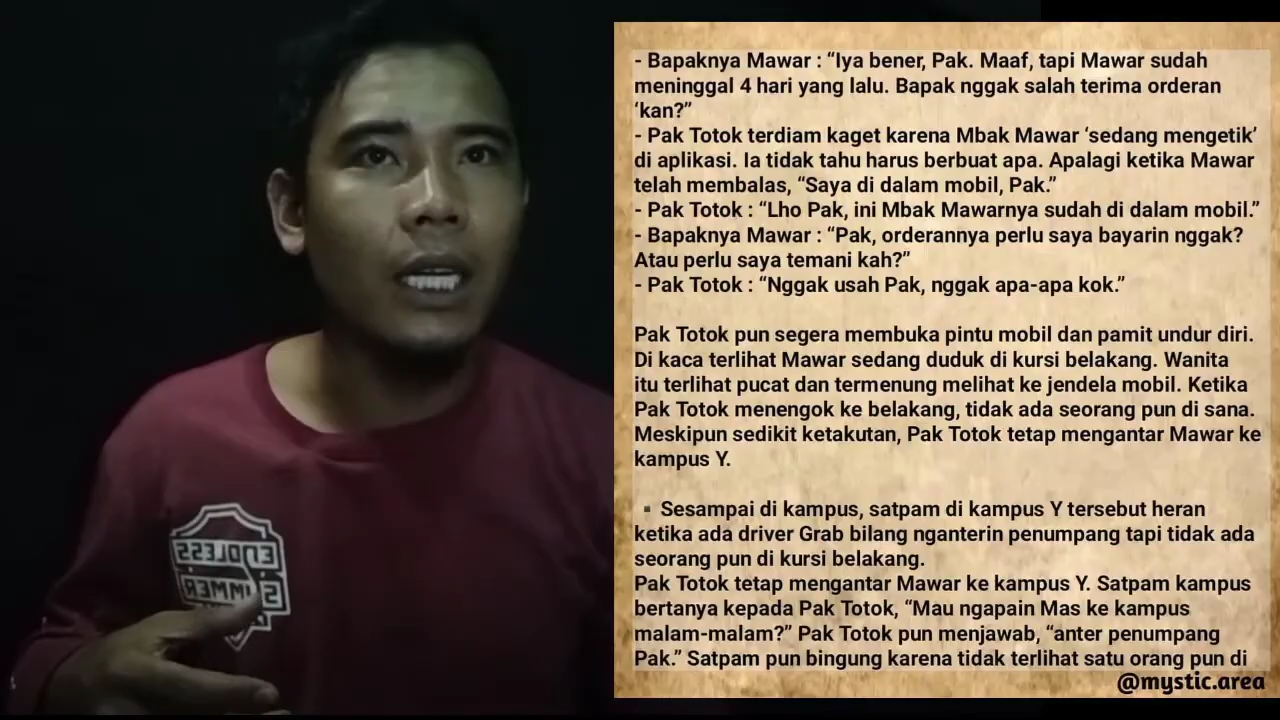 - Bapaknya Mawar : “Iya bener, Pak. Maaf, tapi Mawar sudah
meninggal 4 hari yang lalu. Bapak nggak salah terima orderan
‘kan?”
- Pak Totok terdiam kaget karena Mbak Mawar ‘sedang mengetik’
di aplikasi. Ia tidak tahu harus berbuat apa. Apalagi ketika Mawar
telah membalas, “Saya di dalam mobil, Pak.”
- Pak Totok : “Lho Pak, ini Mbak Mawarnya sudah di dalam mobil.”
- Bapaknya Mawar : “Pak, orderannya perlu saya bayarin nggak?
Atau perlu saya temani kah?”
- Pak Totok : “Nggak usah Pak, nggak apa-apa kok.”
Pak Totok pun segera membuka pintu mobil dan pamit undur diri.
Di kaca terlihat Mawar sedang duduk di kursi belakang. Wanita
itu terlihat pucat dan termenung melihat ke jendela mobil. Ketika
Pak Totok menengok ke belakang, tidak ada seorang pun di sana.
Meskipun sedikit ketakutan, Pak Totok tetap mengantar Mawar ke
kampus Y.
▪ Sesampai di kampus, satpam di kampus Y tersebut heran
ketika ada driver Grab bilang nganterin penumpang tapi tidak ada
seorang pun di kursi belakang.
Pak Totok tetap mengantar Mawar ke kampus Y. Satpam kampus
bertanya kepada Pak Totok, “Mau ngapain Mas ke kampus
malam-malam?” Pak Totok pun menjawab, “anter penumpang
Pak.” Satpam pun bingung karena tidak terlihat satu orang pun di
@mystic.area
ENDLESS